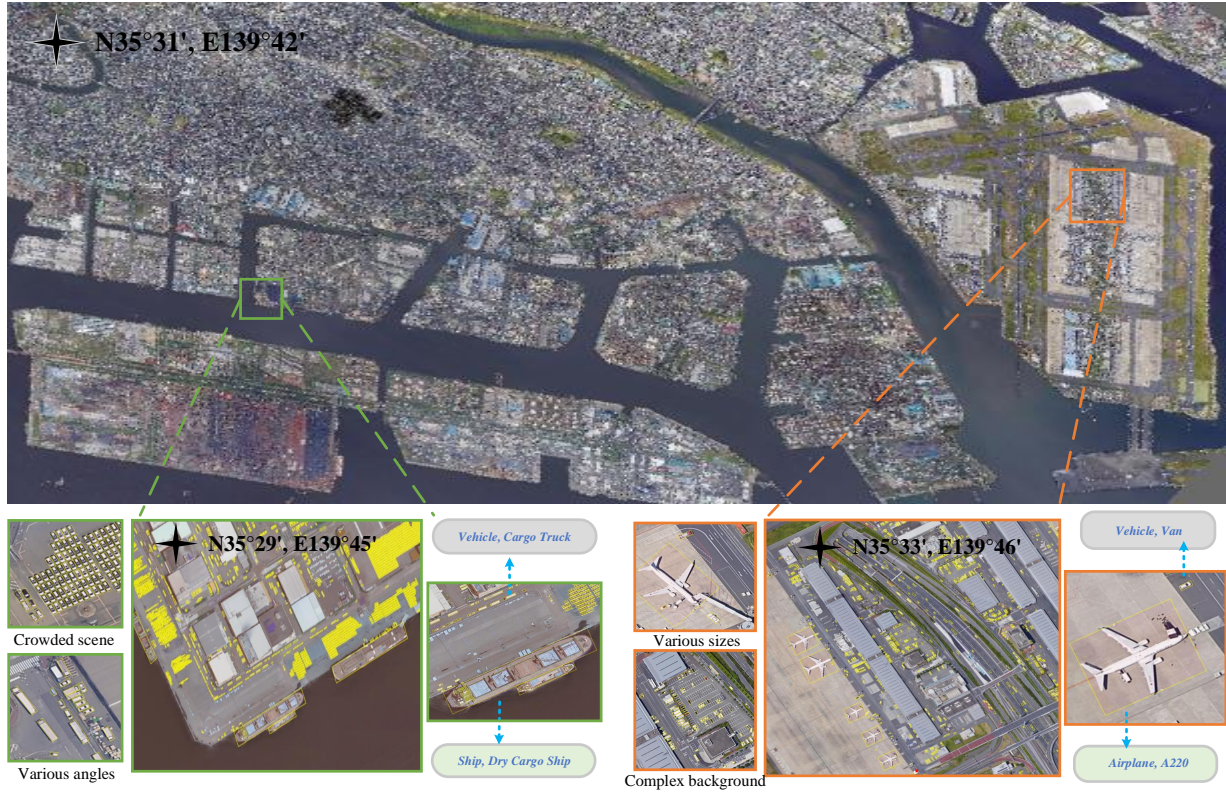 N35°31', E139°42'
N35°29', E139°45'
Vehicle, Cargo Truck
Crowded scene
Various angles
Ship, Dry Cargo Ship
N35°33', E139°46'
Vehicle, Van
Various sizes
Complex background
Airplane, A220